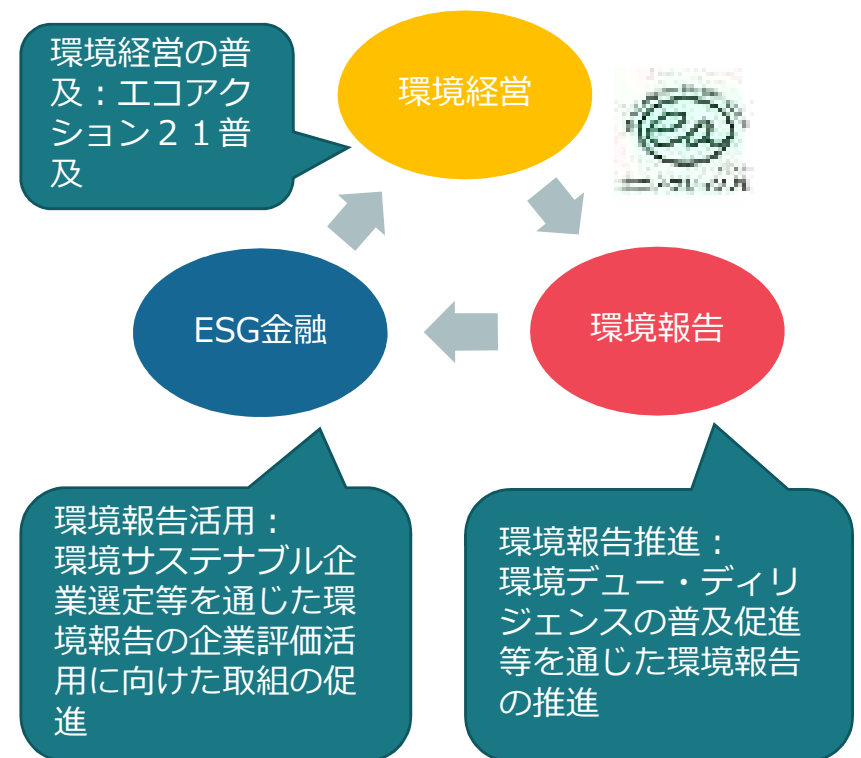 環境経営の普
及：エコアク
ション２１普
及
環境経営
ESG金融
環境報告
環境報告活用：
環境サステナブル企
業選定等を通じた環
境報告の企業評価活
用に向けた取組の促
進
環境報告推進：
環境デュー・ディリ
ジェンスの普及促進
等を通じた環境報告
の推進